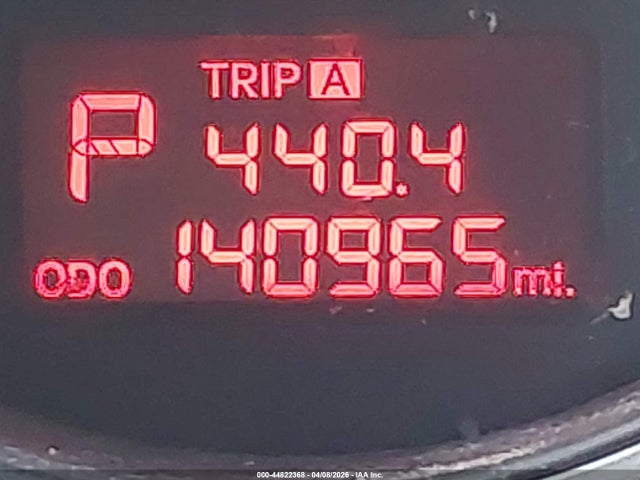 TRIP A
P 440.4
ODO 140965 mi.
000-44822368 - 04/08/2026 - IAA Inc.